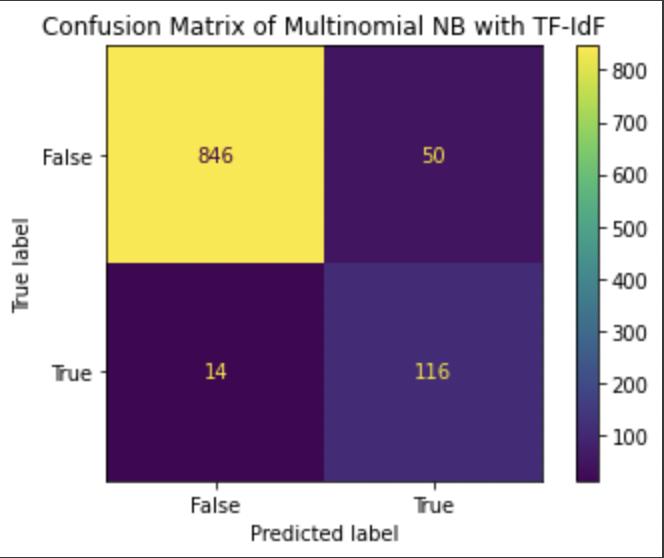 Confusion Matrix of Multinomial NB with TF-IdF
800
700
600
500
400
300
200
100
True label
False
846
50
True
14
116
False
True
Predicted label